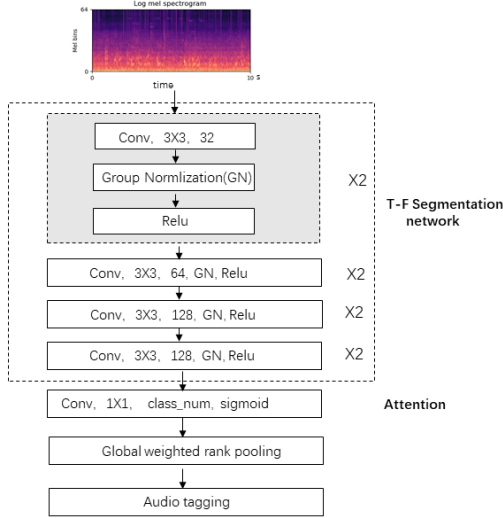 Log mel spectrogram
64
Mel bins
0
0
10 s
time
Conv, 3X3, 32
Group Normlization(GN)
Relu
X2
T-F Segmentation
network
Conv, 3X3, 64, GN, Relu
X2
Conv, 3X3, 128, GN, Relu
X2
Conv, 3X3, 128, GN, Relu
X2
Conv, 1X1, class_num, sigmoid
Attention
Global weighted rank pooling
Audio tagging